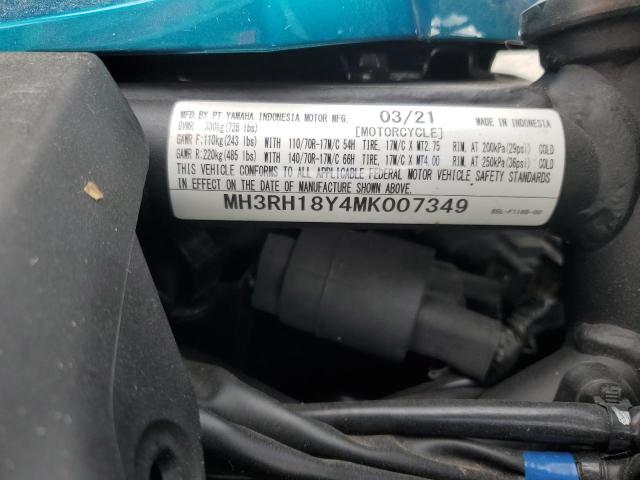 MFD. BY PT YAMAHA INDONESIA MOTOR MFG. 03/21 MADE IN INDONESIA
GVWR 330kg(728 lbs) [MOTORCYCLE]
GAWR F:110kg(243 lbs) WITH 110/70R-17M/C 54H TIRE, 17M/C X MT2.75 RIM, AT 200kPa(29psi) COLD
GAWR R:220kg(485 lbs) WITH 140/70R-17M/C 66H TIRE, 17M/C X MT4.00 RIM, AT 250kPa(36psi) COLD
THIS VEHICLE CONFORMS TO ALL APPLICABLE FEDERAL MOTOR VEHICLE SAFETY STANDARDS
IN EFFECT ON THE DATE OF MANUFACTURE SHOWN ABOVE.
MH3RH18Y4MK007349